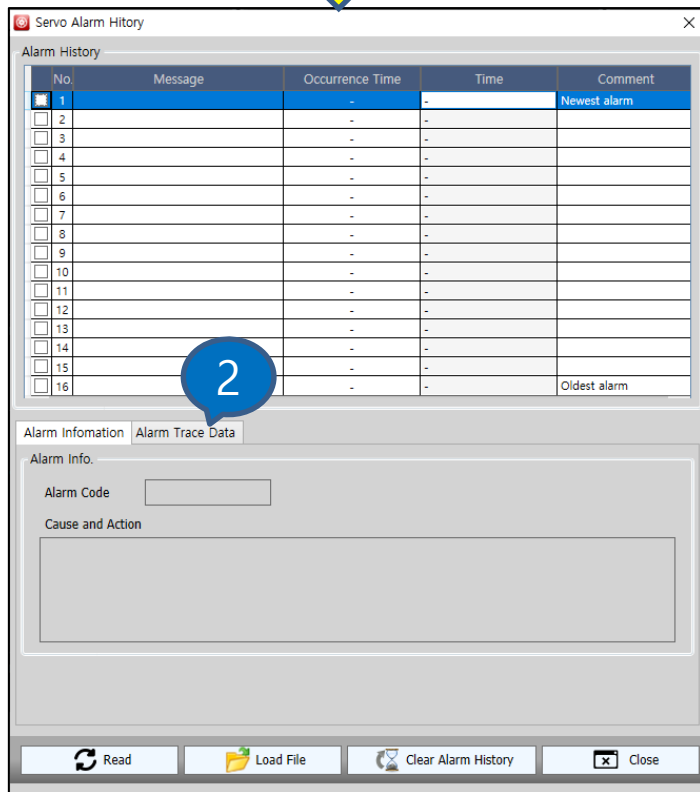 Servo Alarm Hitory
Alarm History
No. Message Occurrence Time Time Comment
1 - - Newest alarm
2 - -
3 - -
4 - -
5 - -
6 - -
7 - -
8 - -
9 - -
10 - -
11 - -
12 - -
13 - -
14 - -
15 - -
16 - - Oldest alarm
2
Alarm Infomation Alarm Trace Data
Alarm Info.
Alarm Code
Cause and Action
Read Load File Clear Alarm History Close